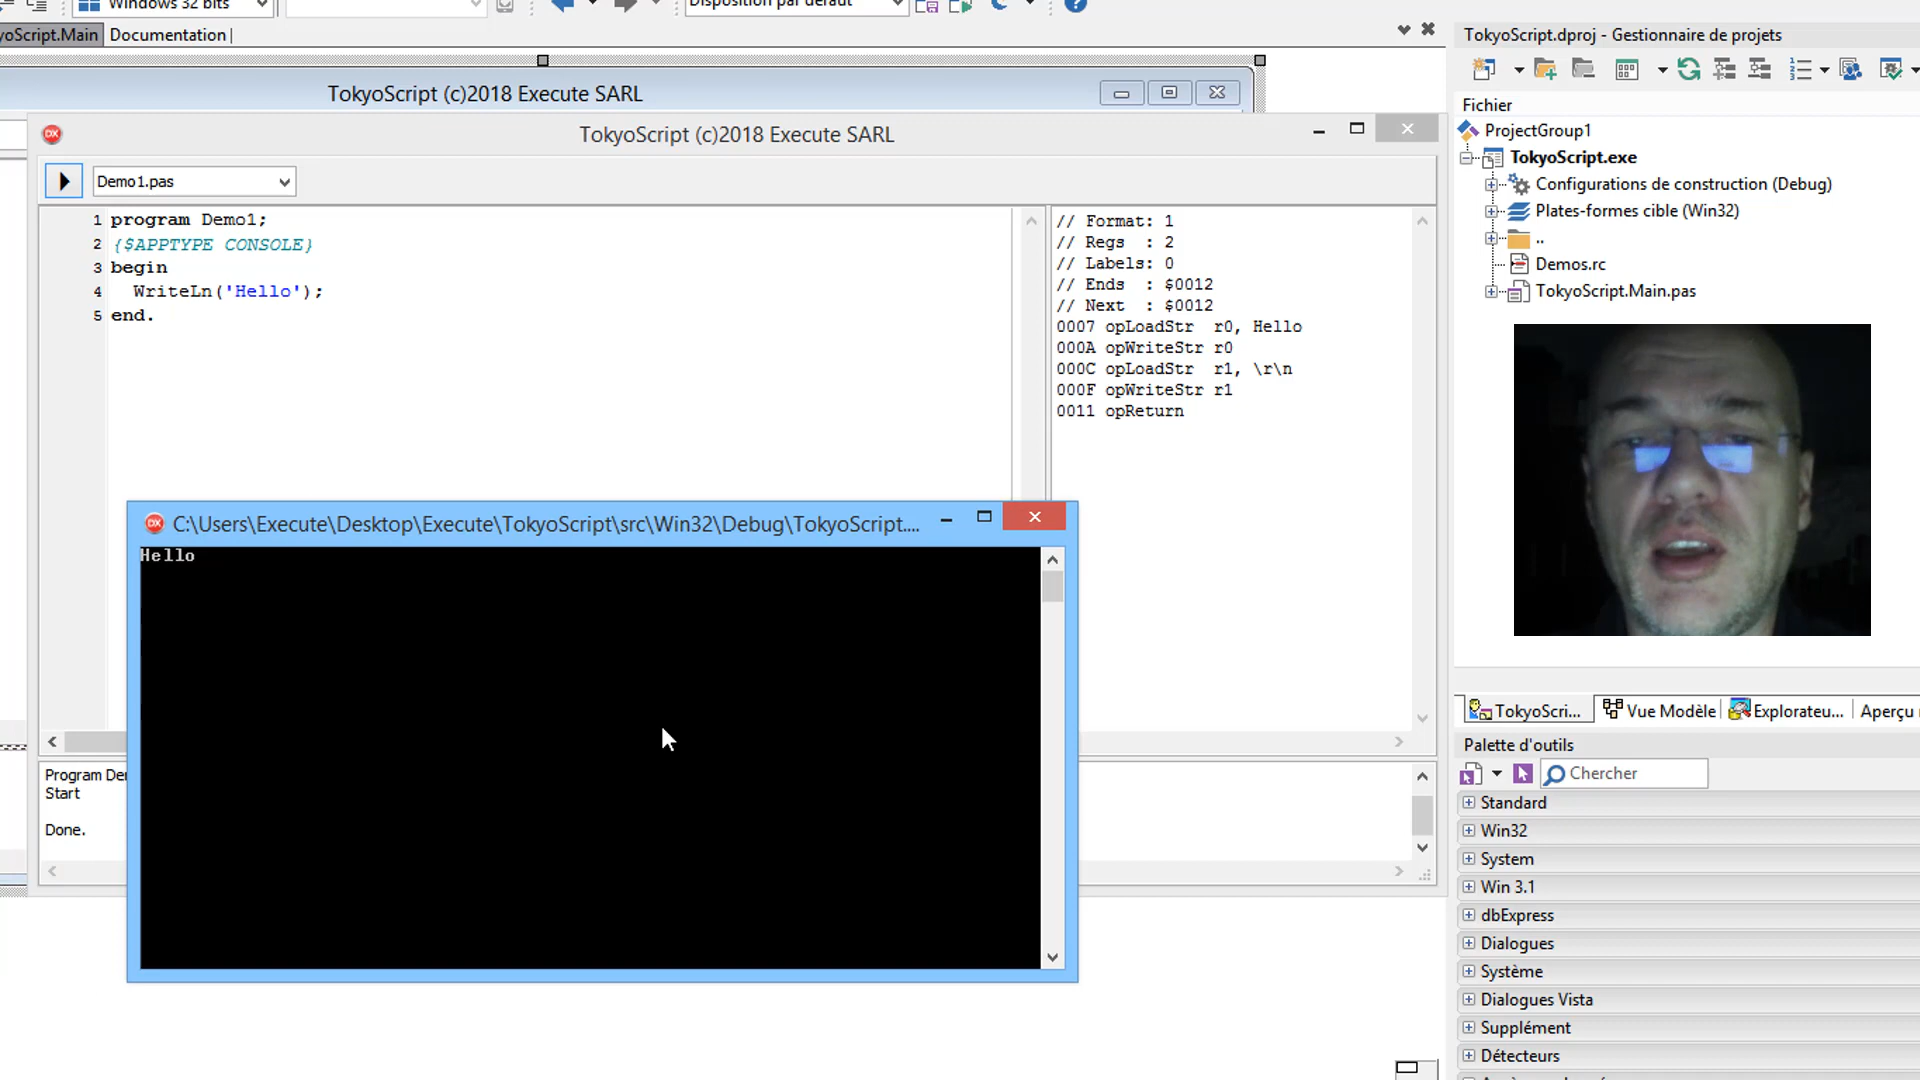 Windows 32 bits
Disposition par défaut
yoScript.Main
Documentation
TokyoScript.dproj - Gestionnaire de projets
TokyoScript (c)2018 Execute SARL
TokyoScript (c)2018 Execute SARL
Demo1.pas
1 program Demo1;
2 {$APPTYPE CONSOLE}
3 begin
4 WriteLn('Hello');
5 end.
// Format: 1
// Regs : 2
// Labels: 0
// Ends : $0012
// Next : $0012
0007 opLoadStr r0, Hello
000A opWriteStr r0
000C opLoadStr r1, \r\n
000F opWriteStr r1
0011 opReturn
Fichier
ProjectGroup1
TokyoScript.exe
Configurations de construction (Debug)
Plates-formes cible (Win32)
..
Demos.rc
TokyoScript.Main.pas
C:\Users\Execute\Desktop\Execute\TokyoScript\src\Win32\Debug\TokyoScript....
Hello
Program De
Start
Done.
TokyoScri...
Vue Modèle
Explorateu...
Aperçu
Palette d'outils
Chercher
Standard
Win32
System
Win 3.1
dbExpress
Dialogues
Système
Dialogues Vista
Supplément
Détecteurs